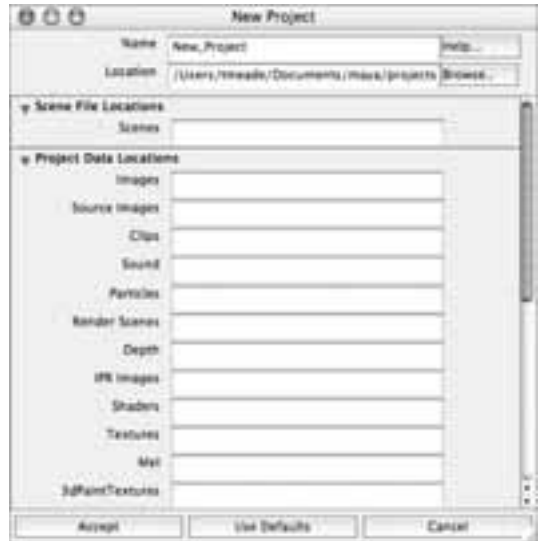 New Project
Name New_Project Help...
Location /Users/tmeade/Documents/maya/projects Browse...
Scene File Locations
Scenes
Project Data Locations
Images
Source Images
Clips
Sound
Particles
Render Scenes
Depth
IPR Images
Shaders
Textures
Mel
3dPaintTextures
Accept Use Defaults Cancel